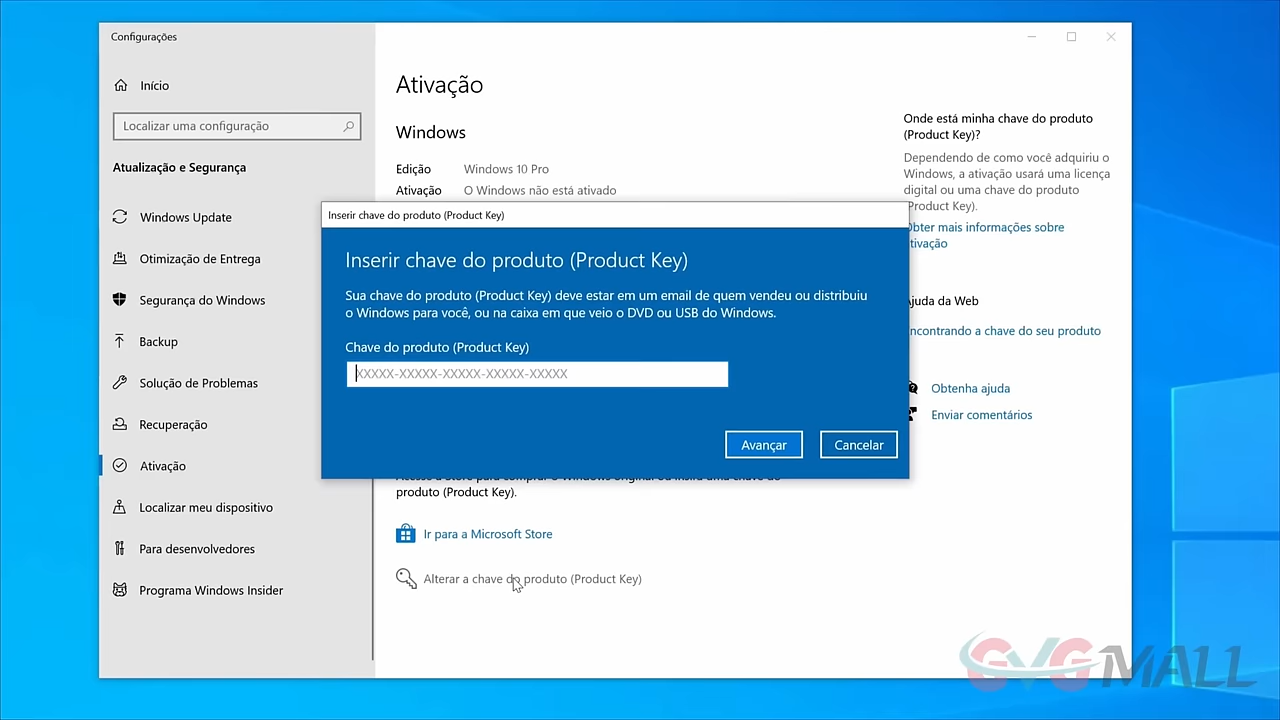 Configurações
Início
Localizar uma configuração
Atualização e Segurança
Windows Update
Otimização de Entrega
Segurança do Windows
Backup
Solução de Problemas
Recuperação
Ativação
Localizar meu dispositivo
Para desenvolvedores
Programa Windows Insider
Ativação
Windows
Edição Windows 10 Pro
Ativação O Windows não está ativado
Inserir chave do produto (Product Key)
Inserir chave do produto (Product Key)
Sua chave do produto (Product Key) deve estar em um email de quem vendeu ou distribuiu
o Windows para você, ou na caixa em que veio o DVD ou USB do Windows.
Chave do produto (Product Key)
XXXXX-XXXXX-XXXXX-XXXXX-XXXXX
Avançar Cancelar
produto (Product Key).
Ir para a Microsoft Store
Alterar a chave do produto (Product Key)
Onde está minha chave do produto
(Product Key)?
Dependendo de como você adquiriu o
Windows, a ativação usará uma licença
digital ou uma chave do produto
(Product Key).
Obter mais informações sobre
tivação
juda da Web
ncontrando a chave do seu produto
Obtenha ajuda
Enviar comentários
GVGMALL